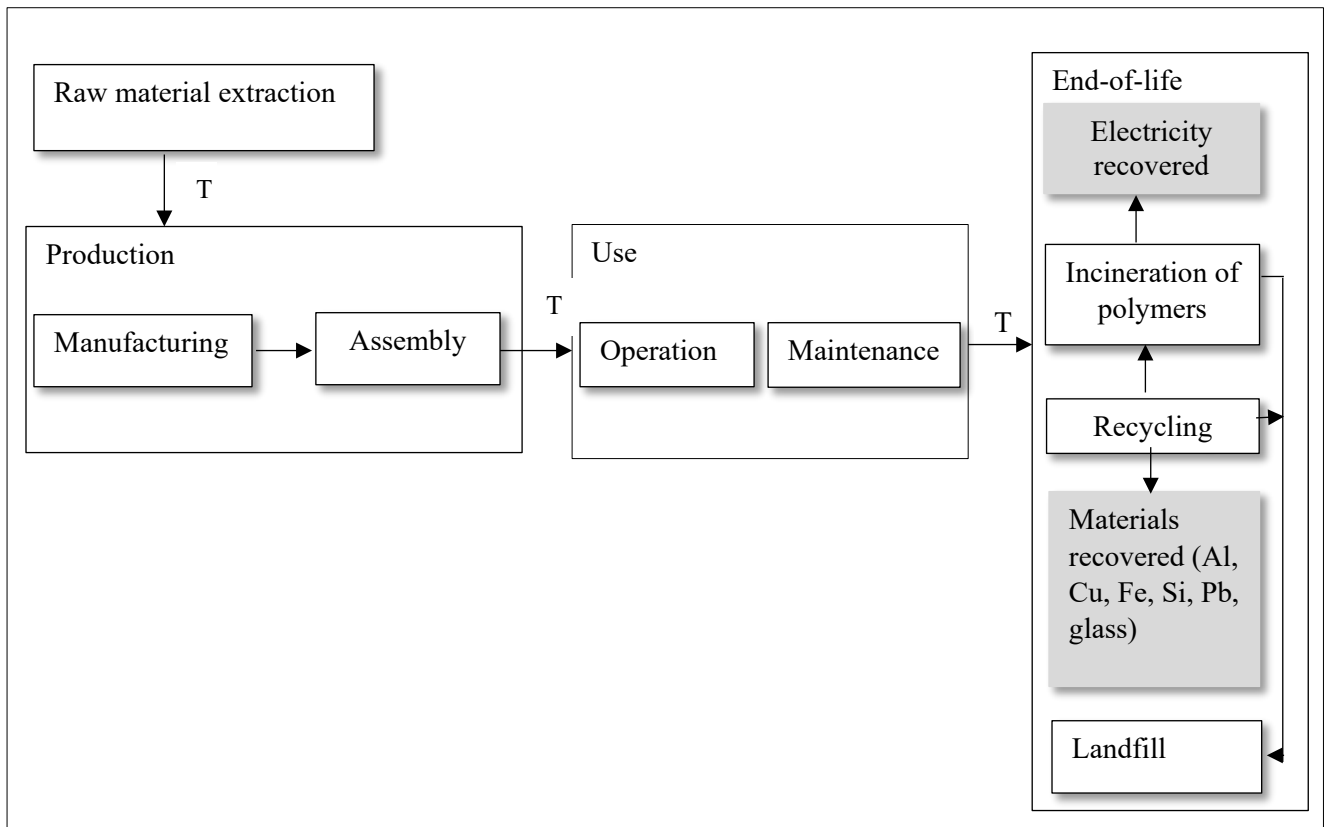 Raw material extraction
T
Production
Manufacturing
Assembly
T
Use
Operation
Maintenance
T
End-of-life
Electricity
recovered
Incineration of
polymers
Recycling
Materials
recovered (Al,
Cu, Fe, Si, Pb,
glass)
Landfill